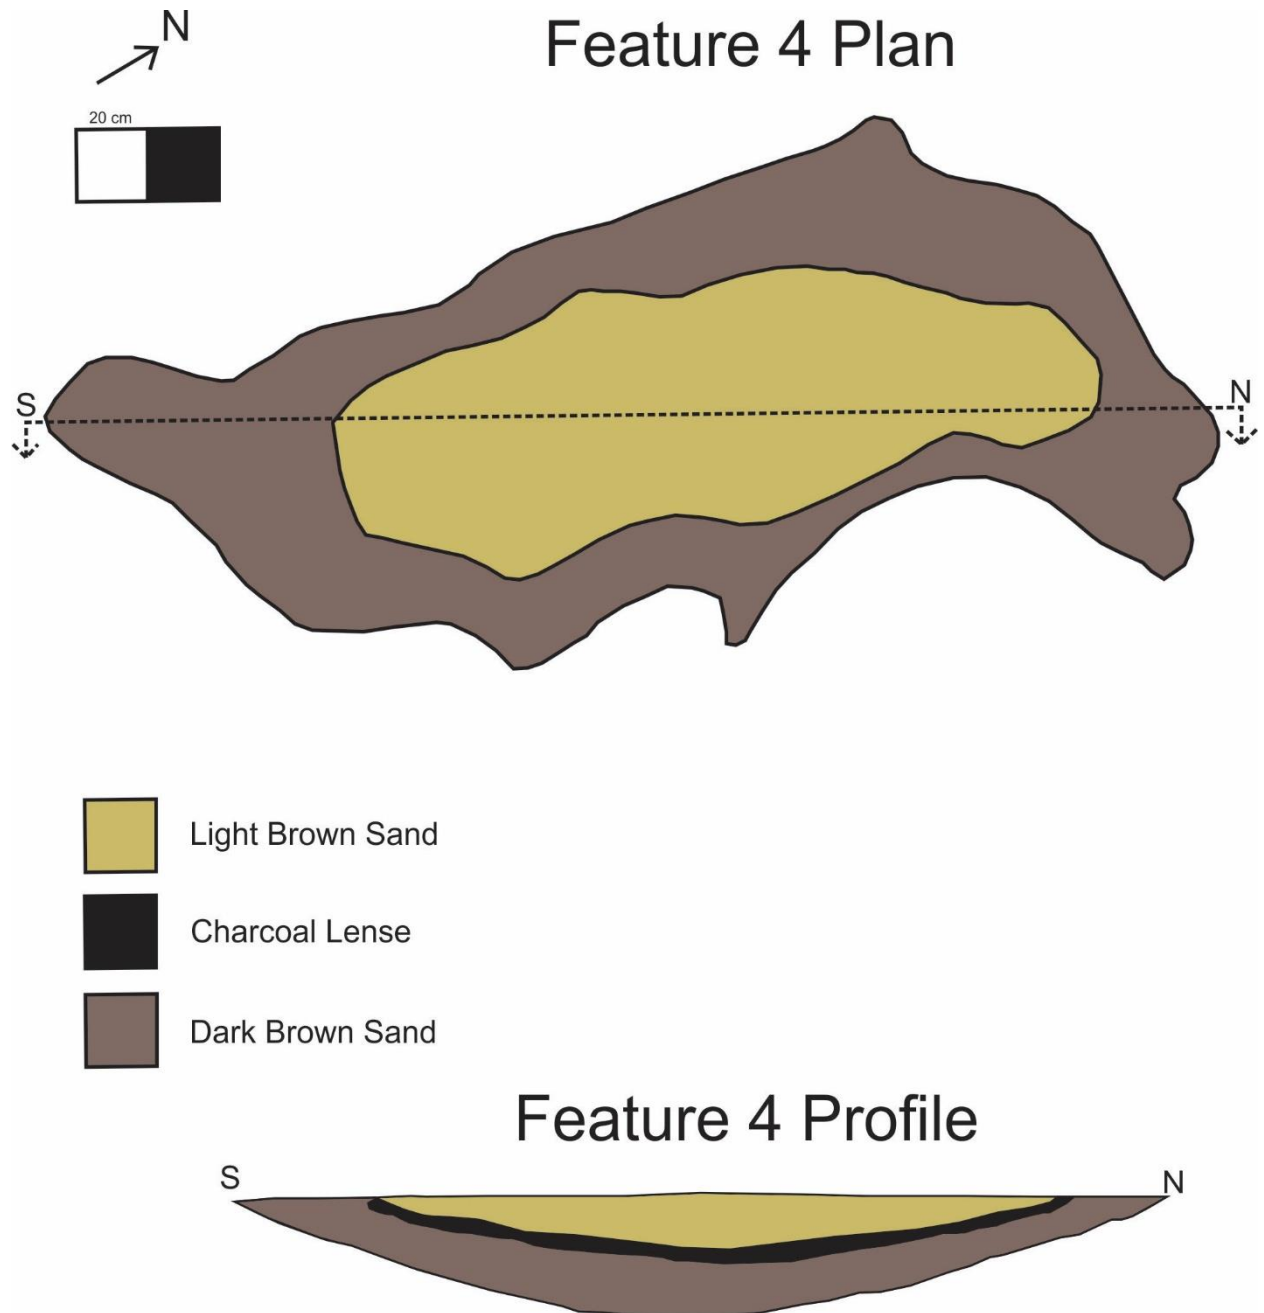 N
Feature 4 Plan
20 cm
S
N
Light Brown Sand
Charcoal Lense
Dark Brown Sand
Feature 4 Profile
S
N